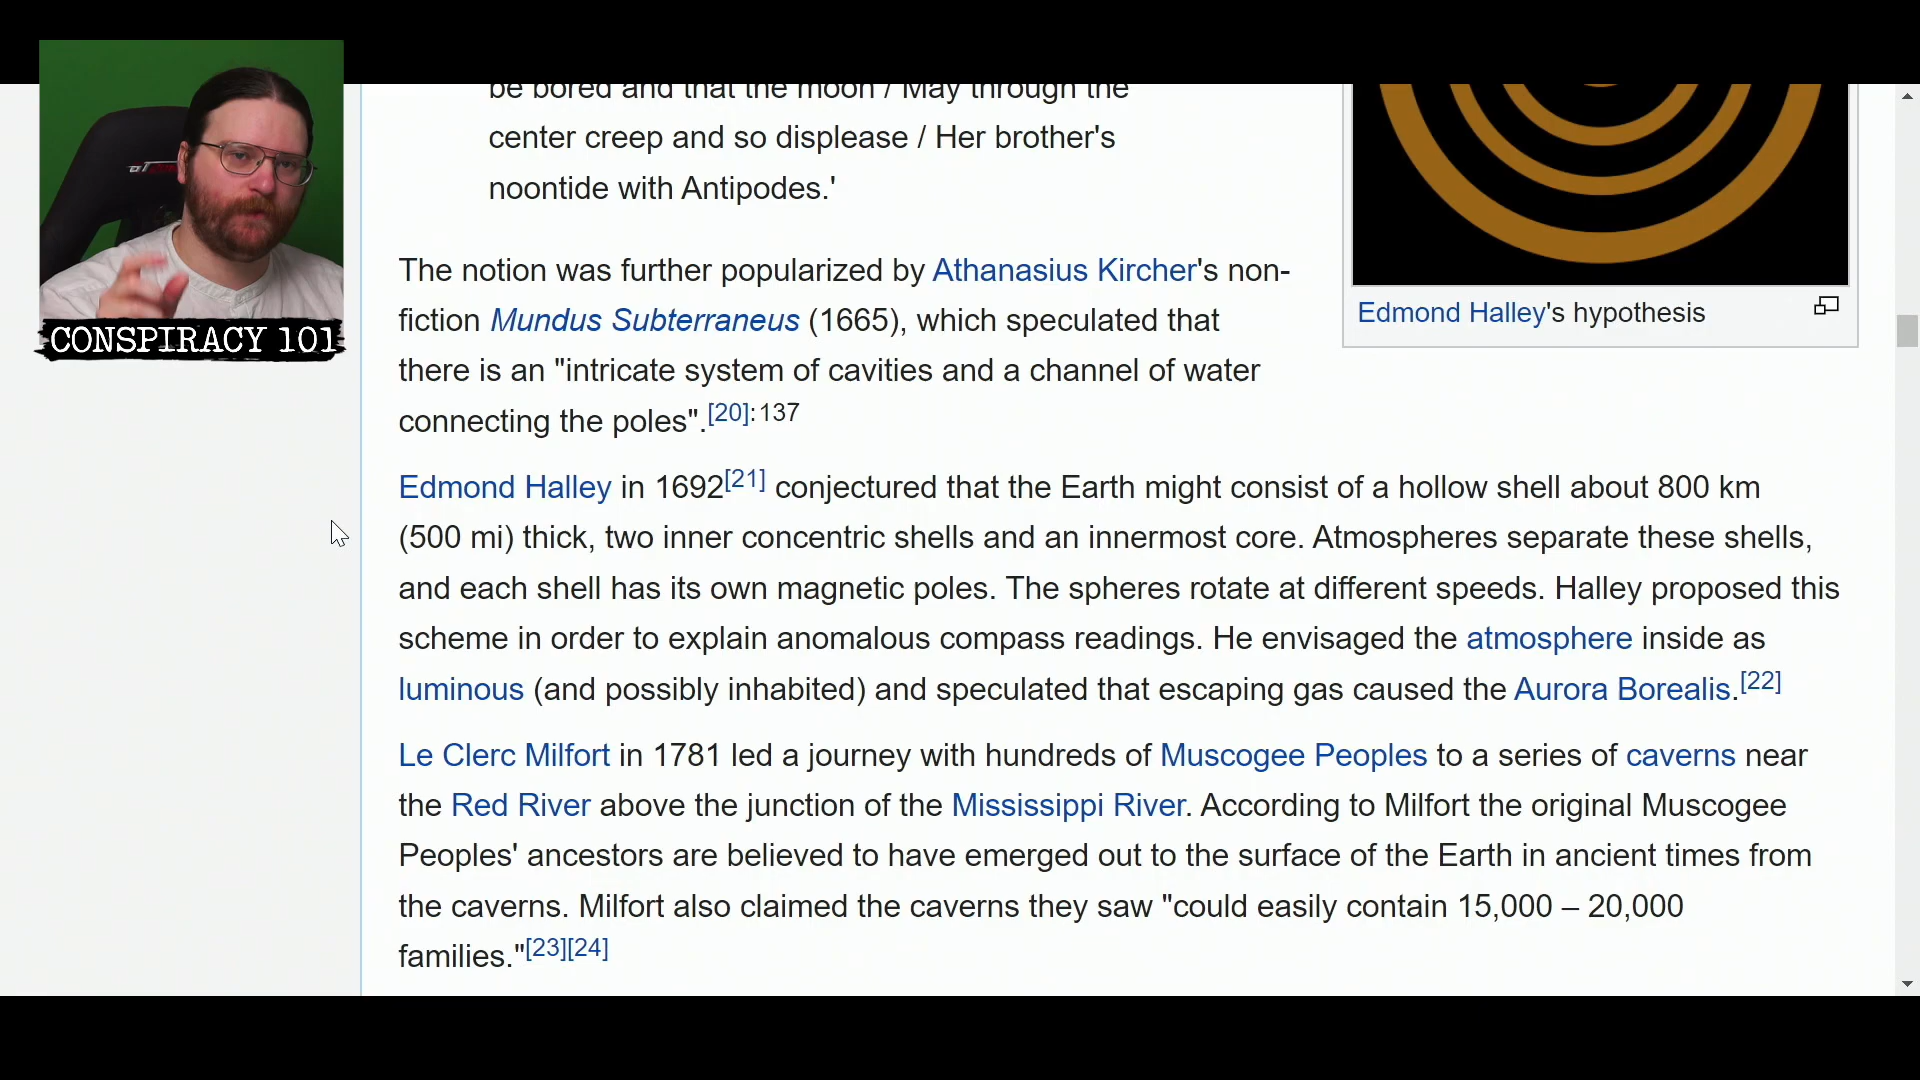 be bored and that the moon / May through the
center creep and so displease / Her brother's
noontide with Antipodes.'
The notion was further popularized by Athanasius Kircher's non-
fiction Mundus Subterraneus (1665), which speculated that
there is an "intricate system of cavities and a channel of water
connecting the poles".[20]:137
Edmond Halley's hypothesis
Edmond Halley in 1692[21] conjectured that the Earth might consist of a hollow shell about 800 km
(500 mi) thick, two inner concentric shells and an innermost core. Atmospheres separate these shells,
and each shell has its own magnetic poles. The spheres rotate at different speeds. Halley proposed this
scheme in order to explain anomalous compass readings. He envisaged the atmosphere inside as
luminous (and possibly inhabited) and speculated that escaping gas caused the Aurora Borealis.[22]
Le Clerc Milfort in 1781 led a journey with hundreds of Muscogee Peoples to a series of caverns near
the Red River above the junction of the Mississippi River. According to Milfort the original Muscogee
Peoples' ancestors are believed to have emerged out to the surface of the Earth in ancient times from
the caverns. Milfort also claimed the caverns they saw "could easily contain 15,000 – 20,000
families."[23][24]
CONSPIRACY 101